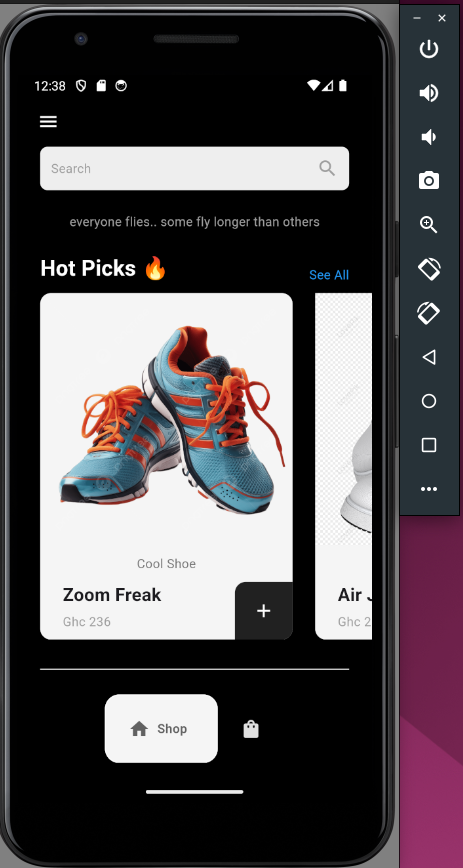 12:38
Search
everyone flies.. some fly longer than others
Hot Picks 🔥
See All
Cool Shoe
Zoom Freak
Ghc 236
+
Air
Ghc 2
Shop